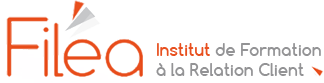 Filéa
Institut de Formation
à la Relation Client